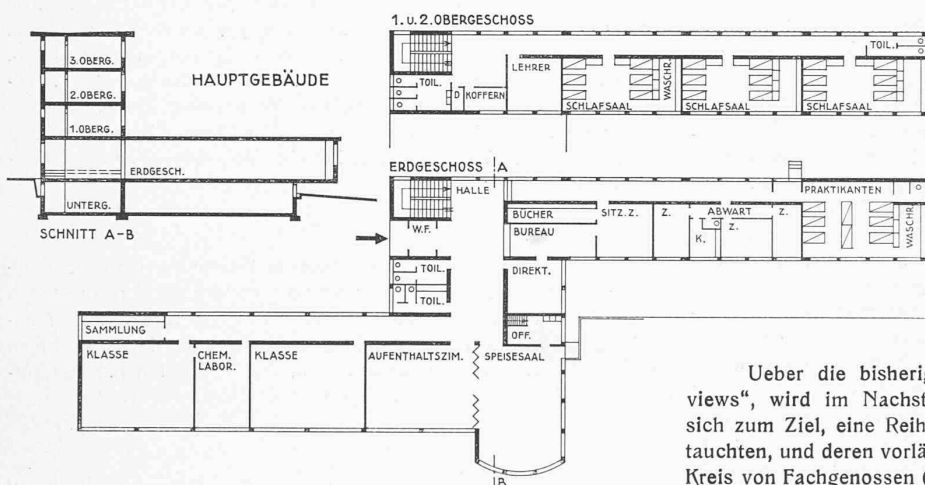 1. u. 2. OBERGESCHOSS
3. OBERG.
2. OBERG.
1. OBERG.
ERDGESCH.
UNTERG.
HAUPTGEBÄUDE
SCHNITT A-B
TOIL.
D
KOFFERN
LEHRER
SCHLAFSAAL
WASCHR.
SCHLAFSAAL
SCHLAFSAAL
TOIL.
ERDGESCHOSS
A
HALLE
W.F.
TOIL.
TOIL.
BÜCHER
BUREAU
SITZ. Z.
Z.
ABWART
K.
Z.
Z.
PRAKTIKANTEN
WASCHR.
DIREKT.
OFF.
SAMMLUNG
KLASSE
CHEM.
LABOR.
KLASSE
AUFENTHALTSZIM.
SPEISESAAL
B
Ueber die bisherig
views“, wird im Nachst
sich zum Ziel, eine Reih
tauchten, und deren vorlä
Kreis von Fachgenossen (